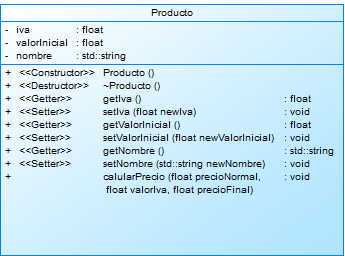 Producto
- iva : float
- valorInicial : float
- nombre : std::string
+ <<Constructor>> Producto ()
+ <<Destructor>> ~Producto ()
+ <<Getter>> getIva () : float
+ <<Setter>> setIva (float newIva) : void
+ <<Getter>> getValorInicial () : float
+ <<Setter>> setValorInicial (float newValorInicial) : void
+ <<Getter>> getNombre () : std::string
+ <<Setter>> setNombre (std::string newNombre) : void
+ calularPrecio (float precioNormal, : void
float valorIva, float precioFinal)